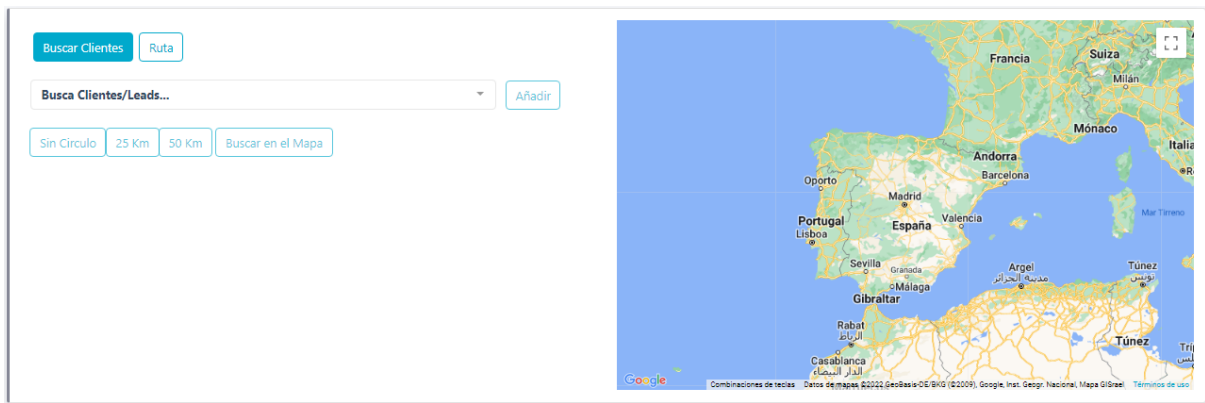 Buscar Clientes
Ruta
Busca Clientes/Leads...
Añadir
Sin Círculo
25 Km
50 Km
Buscar en el Mapa
Francia
Suiza
Milán
Mónaco
Italia
Andorra
Barcelona
Oporto
Madrid
Mar Tirreno
Portugal
Valencia
España
Lisboa
Sevilla
Granada
Argel
مدينة الجزائر
Túnez
تونس
Málaga
Gibraltar
Rabat
الرباط
Túnez
Casablanca
الدار البيضاء
Google
Combinaciones de teclas
Datos de mapas ©2022 GeoBasis-DE/BKG (©2009), Google, Inst. Geogr. Nacional, Mapa GISrael
Términos de uso